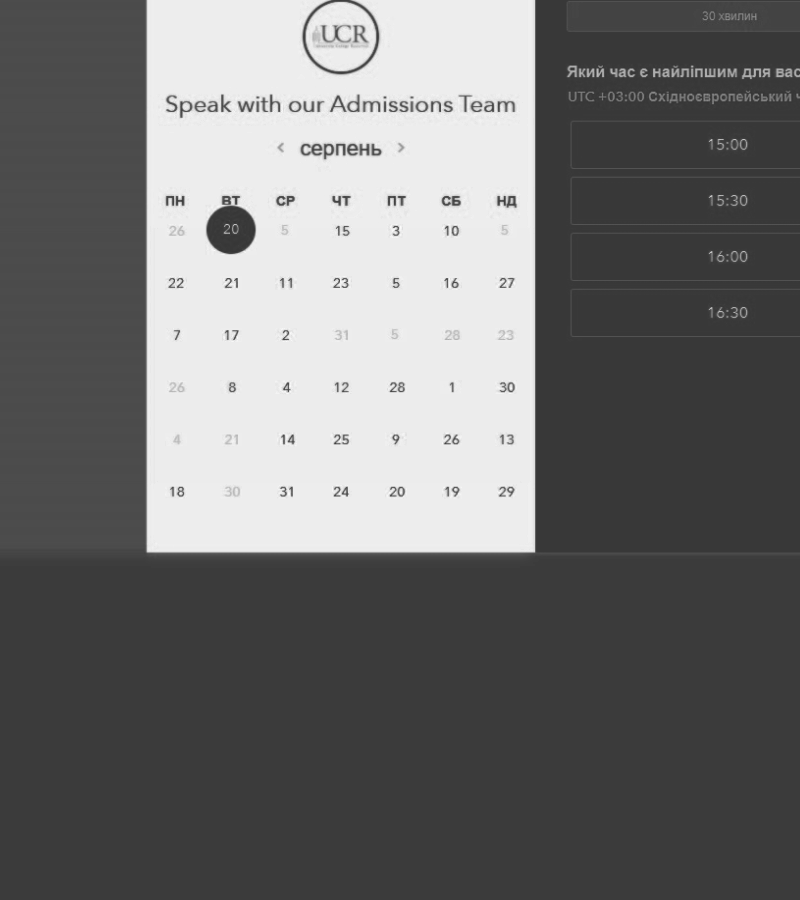 UCR
Speak with our Admissions Team
‹ серпень ›
ПН ВТ СР ЧТ ПТ СБ НД
26 20 5 15 3 10 5
22 21 11 23 5 16 27
7 17 2 31 5 28 23
26 8 4 12 28 1 30
4 21 14 25 9 26 13
18 30 31 24 20 19 29
30 хвилин
Який час є найліпшим для вас
UTC +03:00 Східноєвропейський ч
15:00
15:30
16:00
16:30